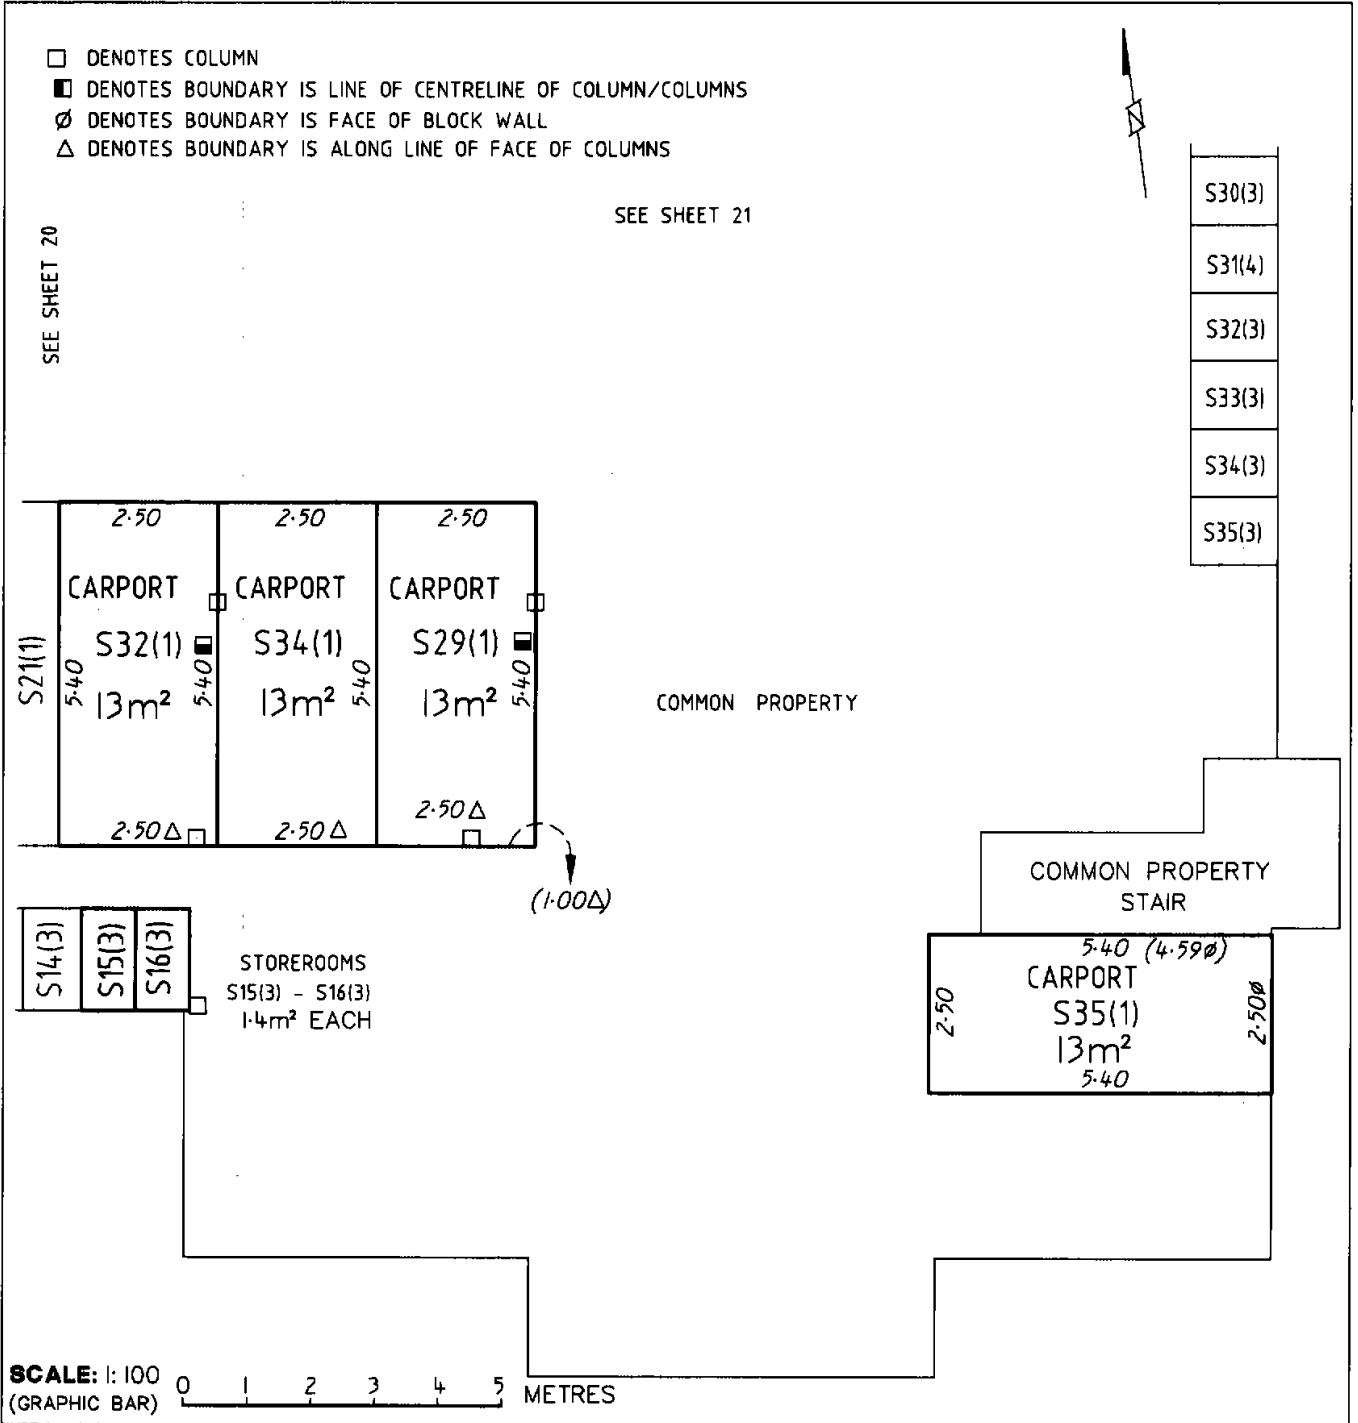 DENOTES COLUMN
DENOTES BOUNDARY IS LINE OF CENTRELINE OF COLUMN/COLUMNS
Ø DENOTES BOUNDARY IS FACE OF BLOCK WALL
△ DENOTES BOUNDARY IS ALONG LINE OF FACE OF COLUMNS
SEE SHEET 20
SEE SHEET 21
S30(3)
S31(4)
S32(3)
S33(3)
S34(3)
S35(3)
S21(1)
2·50
CARPORT
S32(1)
13m²
5·40
5·40
2·50△
2·50
CARPORT
S34(1)
13m²
5·40
2·50△
2·50
CARPORT
S29(1)
13m²
5·40
2·50△
(1·00△)
COMMON PROPERTY
COMMON PROPERTY
STAIR
S14(3)
S15(3)
S16(3)
STOREROOMS
S15(3) - S16(3)
1·4m² EACH
5·40 (4·59Ø)
CARPORT
S35(1)
13m²
5·40
2·50
2·50Ø
SCALE: 1:100
(GRAPHIC BAR)
0 1 2 3 4 5 METRES